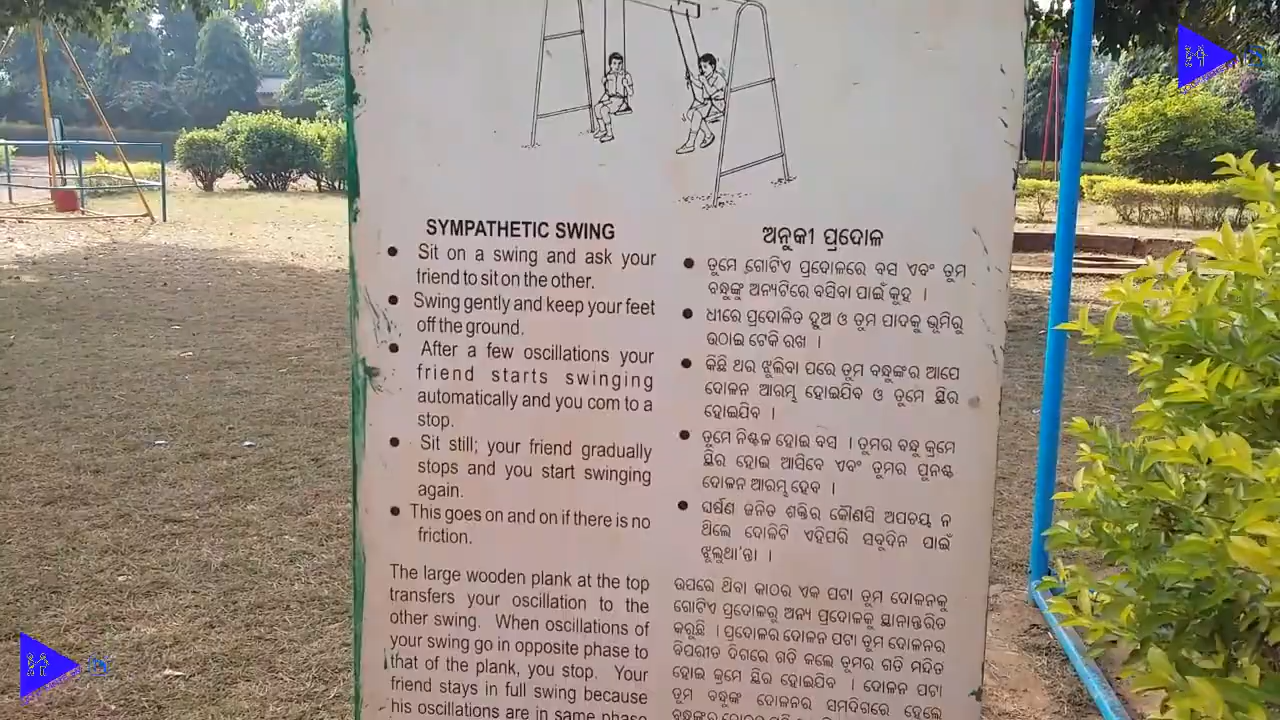 SYMPATHETIC SWING
Sit on a swing and ask your
friend to sit on the other.
Swing gently and keep your feet
off the ground.
After a few oscillations your
friend starts swinging
automatically and you com to a
stop.
Sit still; your friend gradually
stops and you start swinging
again.
This goes on and on if there is no
friction.
The large wooden plank at the top
transfers your oscillation to the
other swing. When oscillations of
your swing go in opposite phase to
that of the plank, you stop. Your
friend stays in full swing because
his oscillations are in same phase
ଅନୁକୀ ପ୍ରଦୋଳ
ତୁମେ ଗୋଟିଏ ପ୍ରଦୋଳରେ ବସ ଏବଂ ତୁମ
ବନ୍ଧୁଙ୍କୁ ଅନ୍ୟଟିରେ ବସିବା ପାଇଁ କୁହ ।
ଧୀରେ ପ୍ରଦୋଳିତ ହୁଅ ଓ ତୁମ ପାଦକୁ ଭୂମିରୁ
ଉଠାଇ ଟେକି ରଖ ।
କିଛି ଥର ଝୁଲିବା ପରେ ତୁମ ବନ୍ଧୁଙ୍କର ଆପେ
ଦୋଳନ ଆରମ୍ଭ ହୋଇଯିବ ଓ ତୁମେ ସ୍ଥିର
ହୋଇଯିବ ।
ତୁମେ ନିଶ୍ଚଳ ହୋଇ ବସ । ତୁମର ବନ୍ଧୁ କ୍ରମେ
ସ୍ଥିର ହୋଇ ଆସିବେ ଏବଂ ତୁମର ପୁନଶ୍ଚ
ଦୋଳନ ଆରମ୍ଭ ହେବ ।
ଘର୍ଷଣ ଜନିତ ଶକ୍ତିର କୌଣସି ଅପଚୟ ନ
ଥିଲେ ଦୋଳିଟି ଏହିପରି ସବୁଦିନ ପାଇଁ
ଝୁଲୁଥା'ନ୍ତା ।
ଉପରେ ଥିବା କାଠର ଏକ ପଟା ତୁମ ଦୋଳନକୁ
ଗୋଟିଏ ପ୍ରଦୋଳରୁ ଅନ୍ୟ ପ୍ରଦୋଳକୁ ସ୍ଥାନାନ୍ତରିତ
କରୁଛି । ପ୍ରଦୋଳର ଦୋଳନ ପଟା ତୁମ ଦୋଳନର
ବିପରୀତ ଦିଗରେ ଗତି କଲେ ତୁମର ଗତି ମନ୍ଦିତ
ହୋଇ କ୍ରମେ ସ୍ଥିର ହୋଇଯିବ । ଦୋଳନ ପଟା
ତୁମ ବନ୍ଧୁଙ୍କ ଦୋଳନର ସମଦିଗରେ ହେଲେ